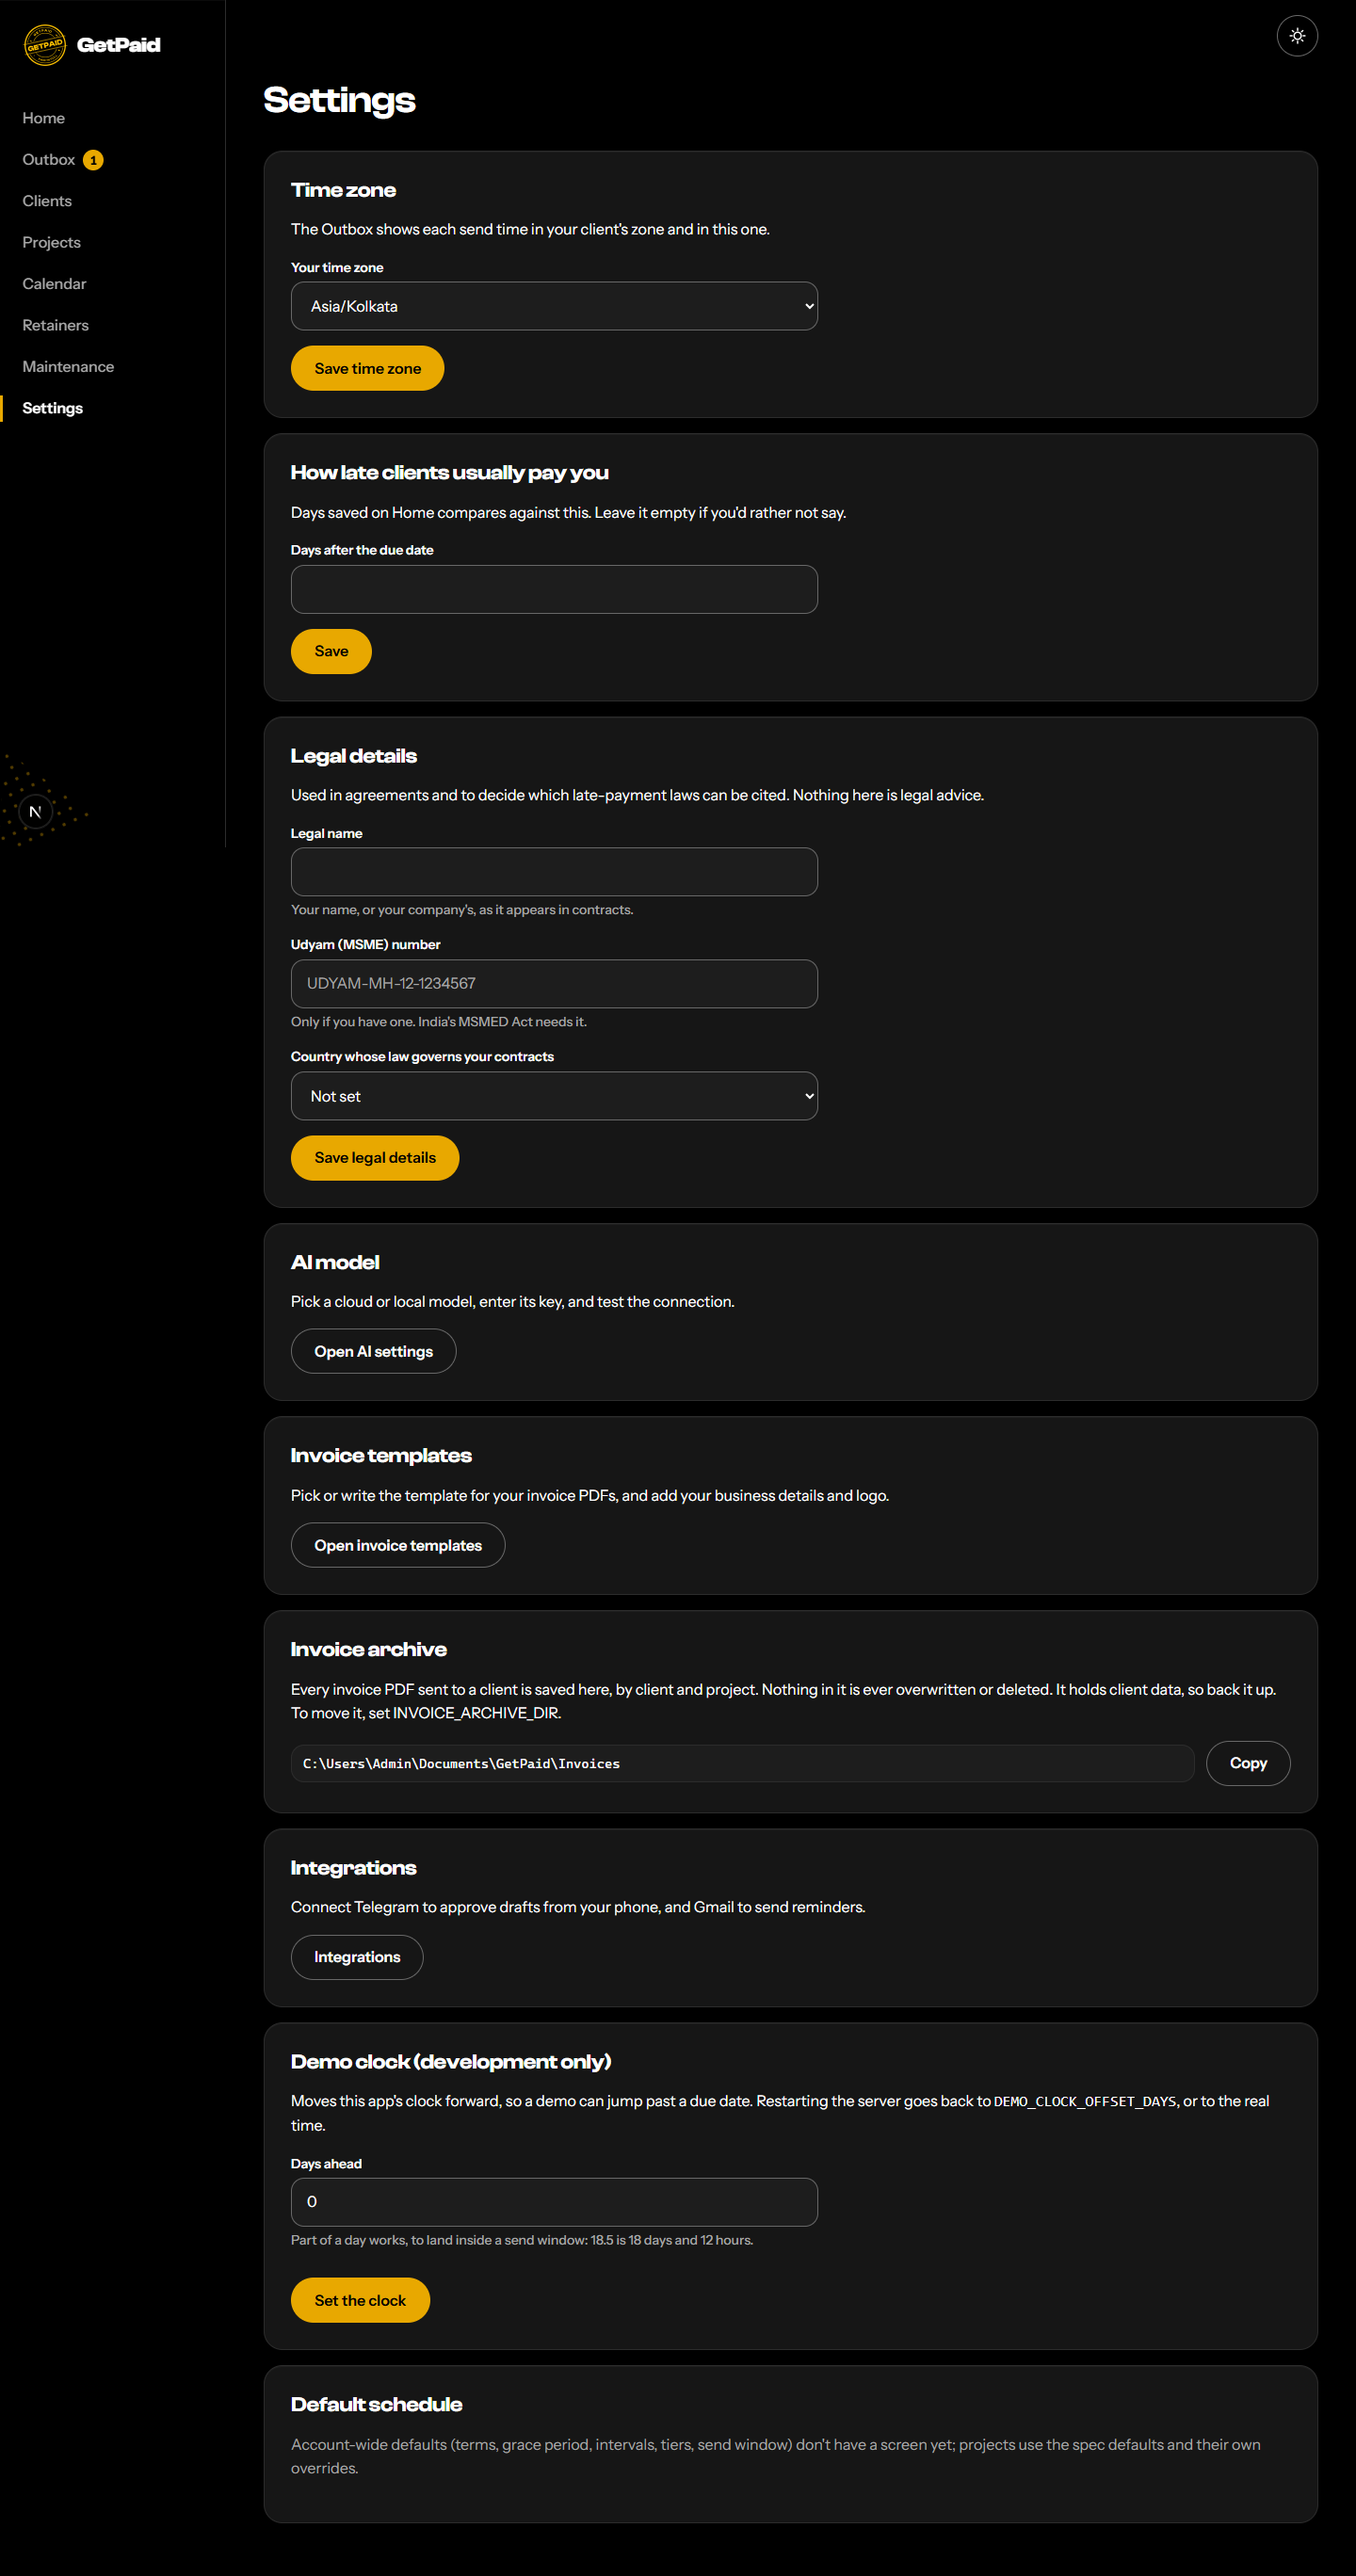 GETPAID
GetPaid
Home
Outbox 1
Clients
Projects
Calendar
Retainers
Maintenance
Settings
N
Settings
Time zone
The Outbox shows each send time in your client's zone and in this one.
Your time zone
Asia/Kolkata
Save time zone
How late clients usually pay you
Days saved on Home compares against this. Leave it empty if you'd rather not say.
Days after the due date
Save
Legal details
Used in agreements and to decide which late-payment laws can be cited. Nothing here is legal advice.
Legal name
Your name, or your company's, as it appears in contracts.
Udyam (MSME) number
UDYAM-MH-12-1234567
Only if you have one. India's MSMED Act needs it.
Country whose law governs your contracts
Not set
Save legal details
AI model
Pick a cloud or local model, enter its key, and test the connection.
Open AI settings
Invoice templates
Pick or write the template for your invoice PDFs, and add your business details and logo.
Open invoice templates
Invoice archive
Every invoice PDF sent to a client is saved here, by client and project. Nothing in it is ever overwritten or deleted. It holds client data, so back it up.
To move it, set INVOICE_ARCHIVE_DIR.
C:\Users\Admin\Documents\GetPaid\Invoices
Copy
Integrations
Connect Telegram to approve drafts from your phone, and Gmail to send reminders.
Integrations
Demo clock (development only)
Moves this app's clock forward, so a demo can jump past a due date. Restarting the server goes back to DEMO_CLOCK_OFFSET_DAYS, or to the real
time.
Days ahead
0
Part of a day works, to land inside a send window: 18.5 is 18 days and 12 hours.
Set the clock
Default schedule
Account-wide defaults (terms, grace period, intervals, tiers, send window) don't have a screen yet; projects use the spec defaults and their own
overrides.